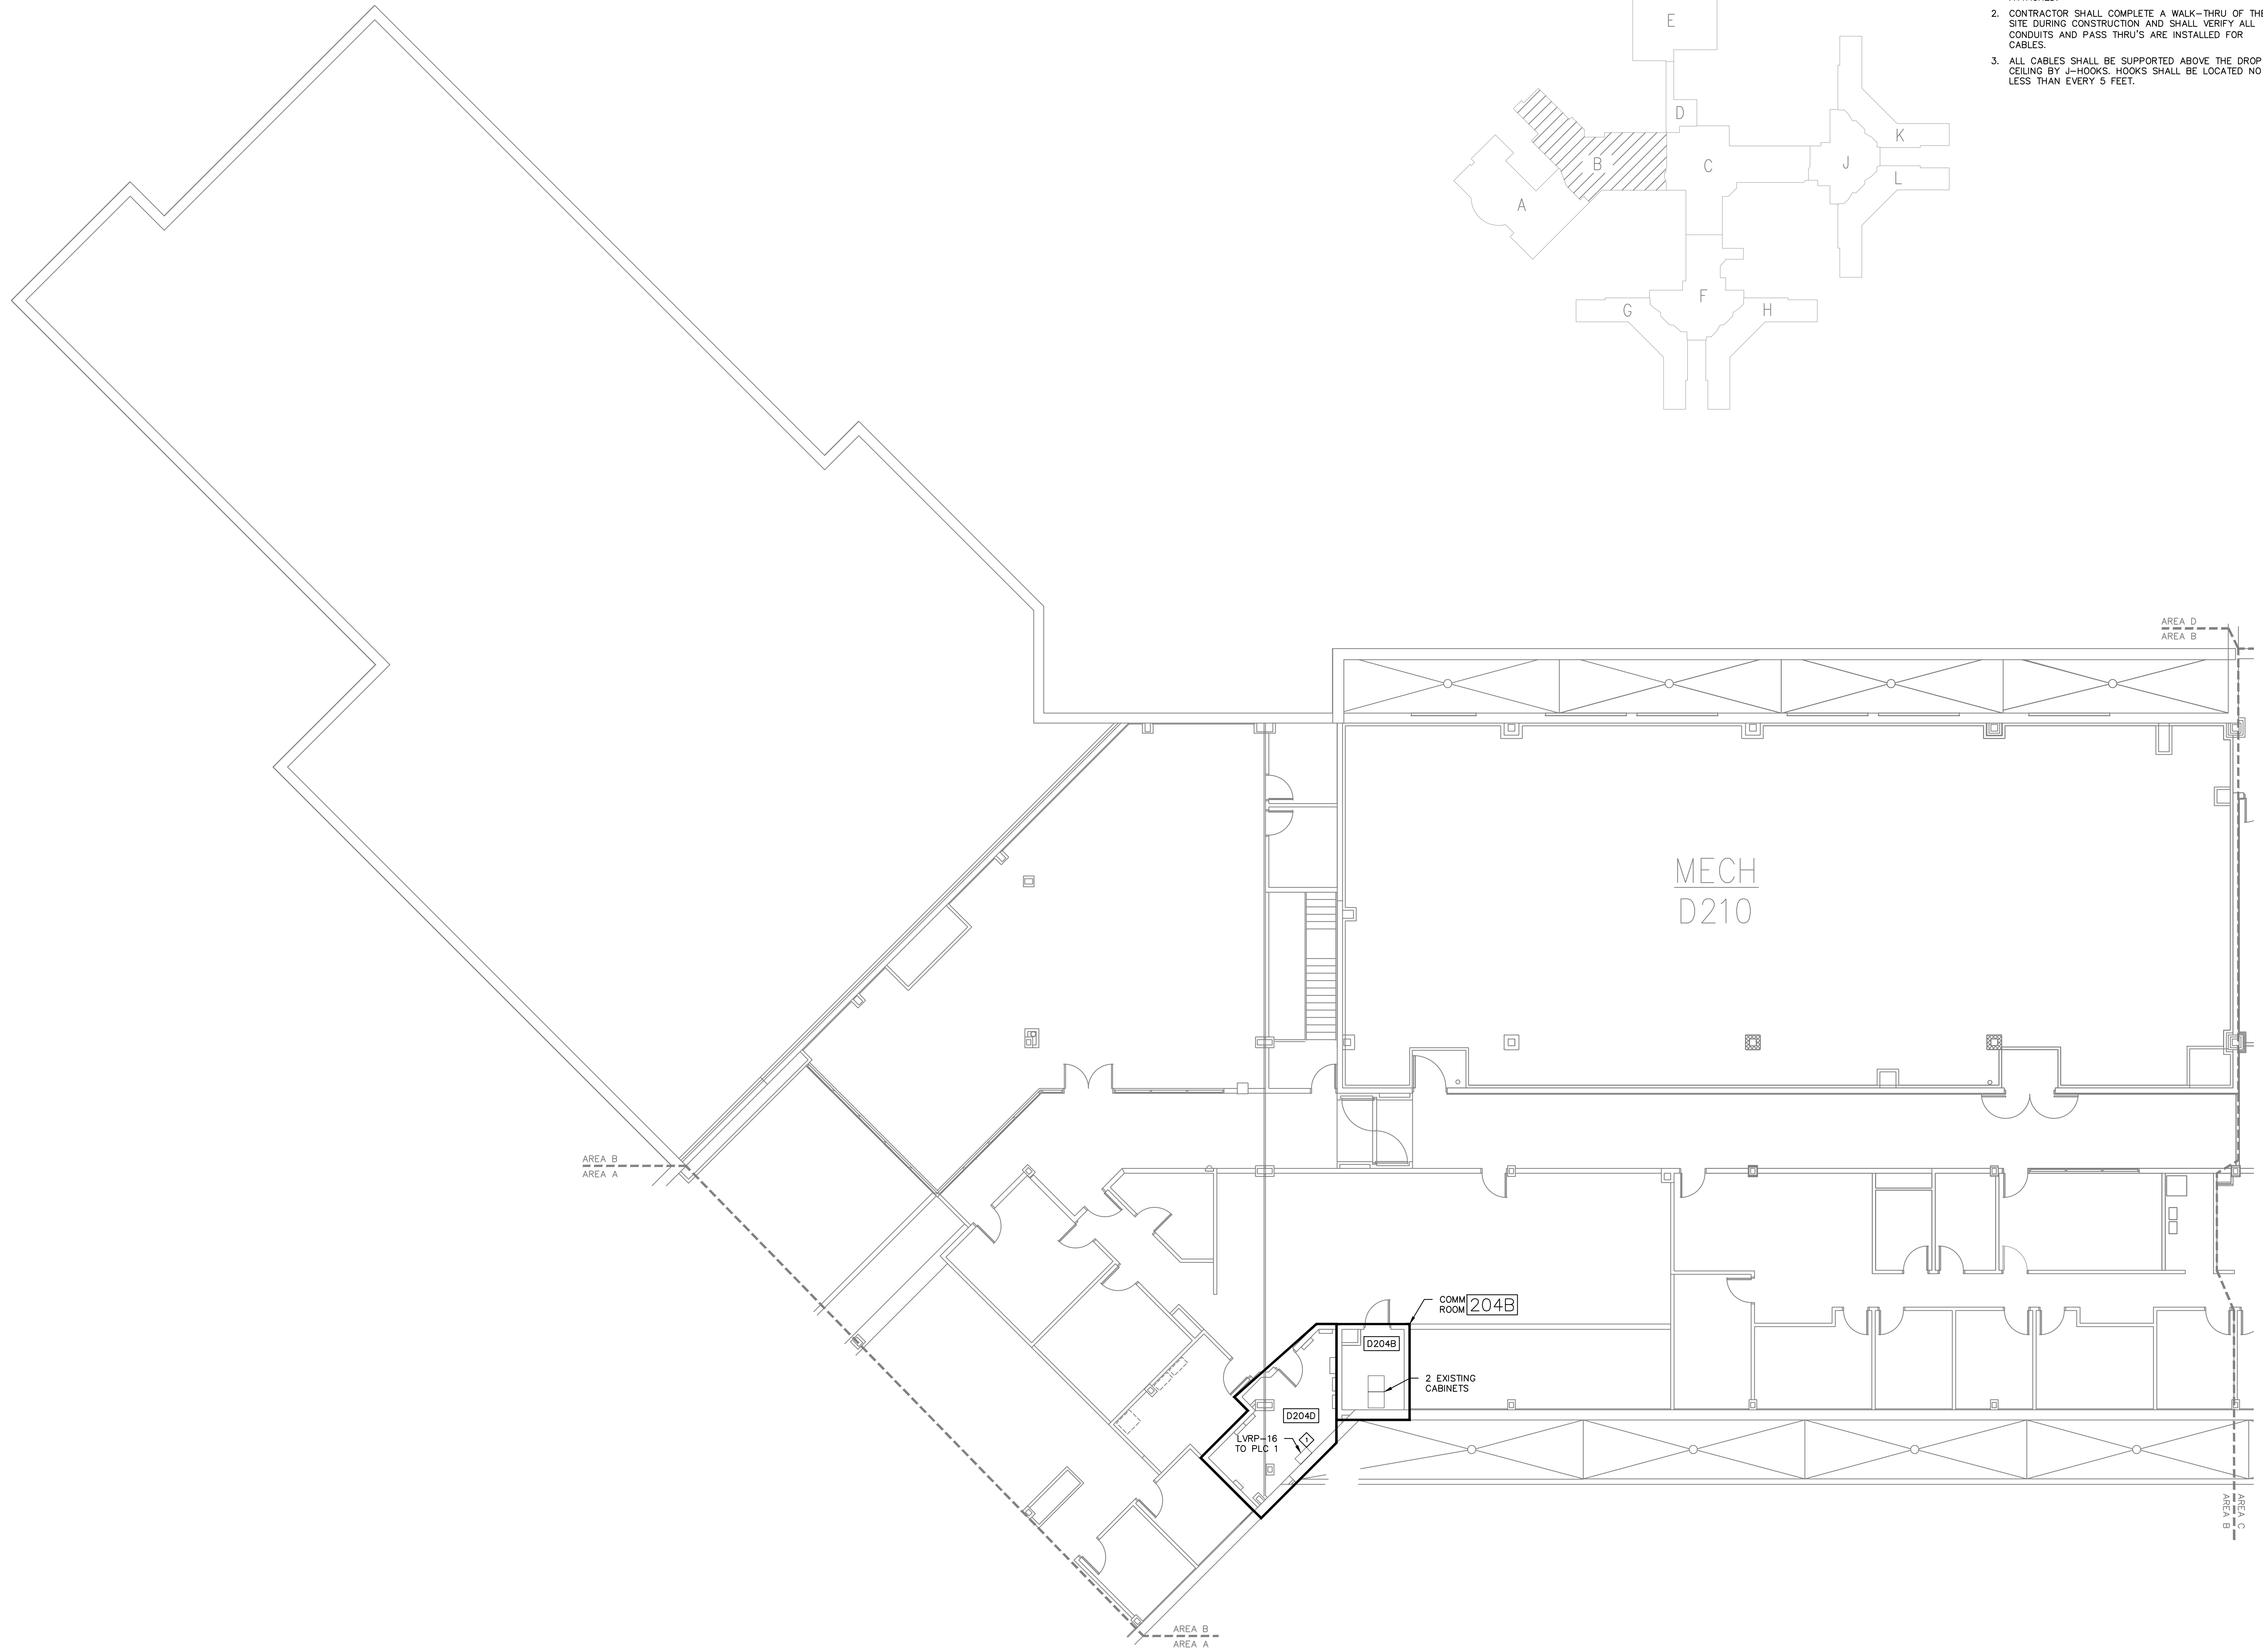 2. CONTRACTOR SHALL COMPLETE A WALK-THRU OF THE
SITE DURING CONSTRUCTION AND SHALL VERIFY ALL
CONDUITS AND PASS THRU'S ARE INSTALLED FOR
CABLES.
3. ALL CABLES SHALL BE SUPPORTED ABOVE THE DROP
CEILING BY J-HOOKS. HOOKS SHALL BE LOCATED NO
LESS THAN EVERY 5 FEET.
E
D
K
B
C
J
L
A
F
G
H
AREA D
AREA B
MECH
D210
AREA B
AREA A
COMM
ROOM
204B
D204B
2 EXISTING
CABINETS
D204D
LVRP-16
TO PLC 1
1
AREA C
AREA B
AREA B
AREA A